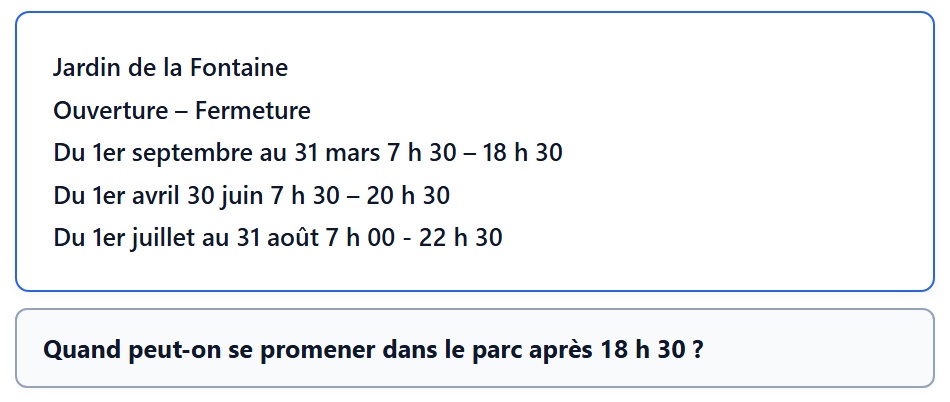 Jardin de la Fontaine
Ouverture – Fermeture
Du 1er septembre au 31 mars 7 h 30 – 18 h 30
Du 1er avril 30 juin 7 h 30 – 20 h 30
Du 1er juillet au 31 août 7 h 00 - 22 h 30
Quand peut-on se promener dans le parc après 18 h 30 ?